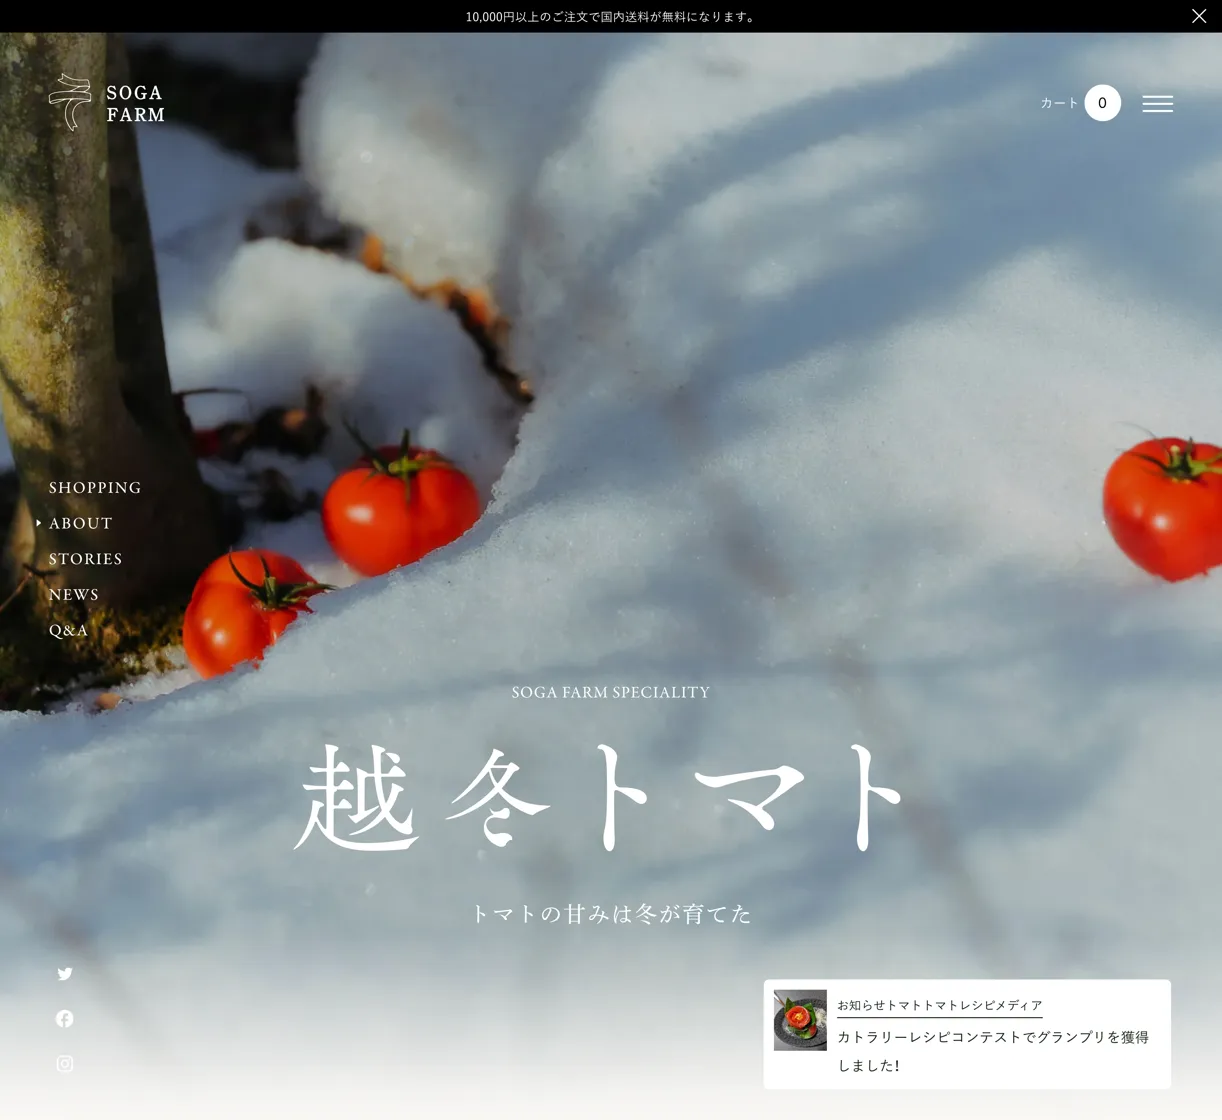 10,000円以上のご注文で国内送料が無料になります。
SOGA
FARM
カート 0
SHOPPING
ABOUT
STORIES
NEWS
Q&A
SOGA FARM SPECIALITY
越冬トマト
トマトの甘みは冬が育てた
お知らせトマトトマトレシピメディア
カトラリーレシピコンテストでグランプリを獲得
しました!